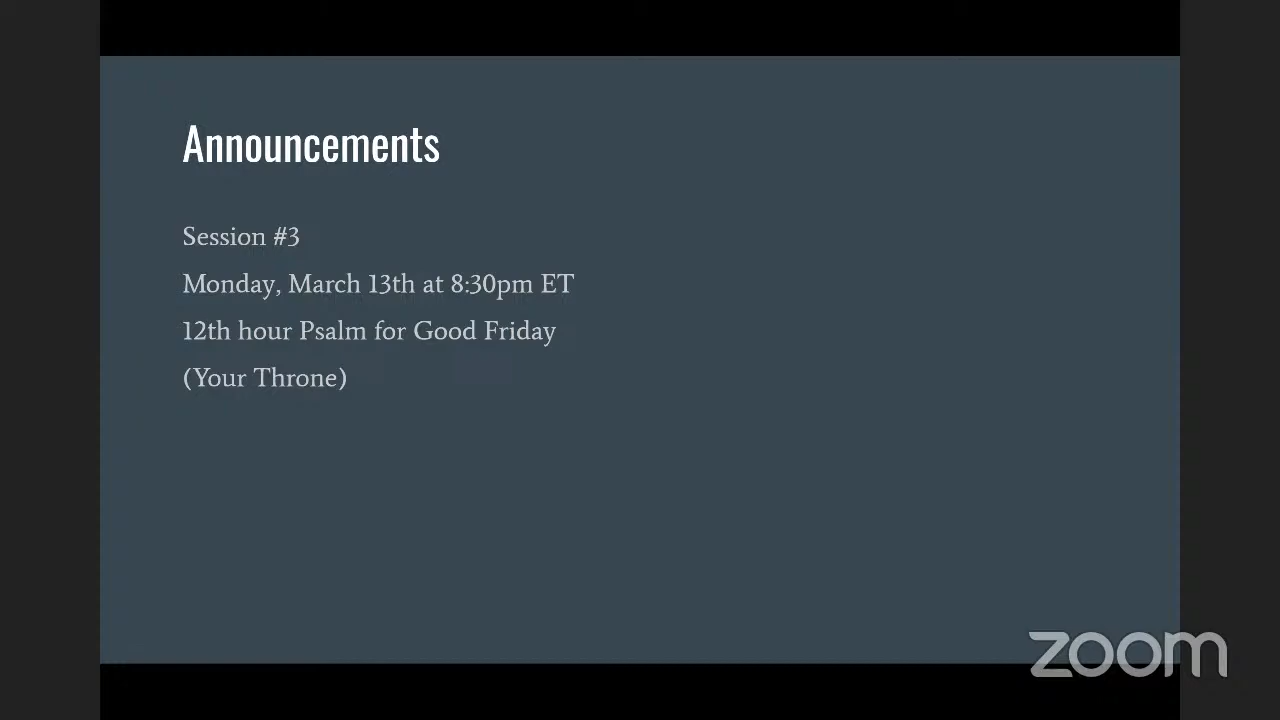 Announcements
Session #3
Monday, March 13th at 8:30pm ET
12th hour Psalm for Good Friday
(Your Throne)
zoom